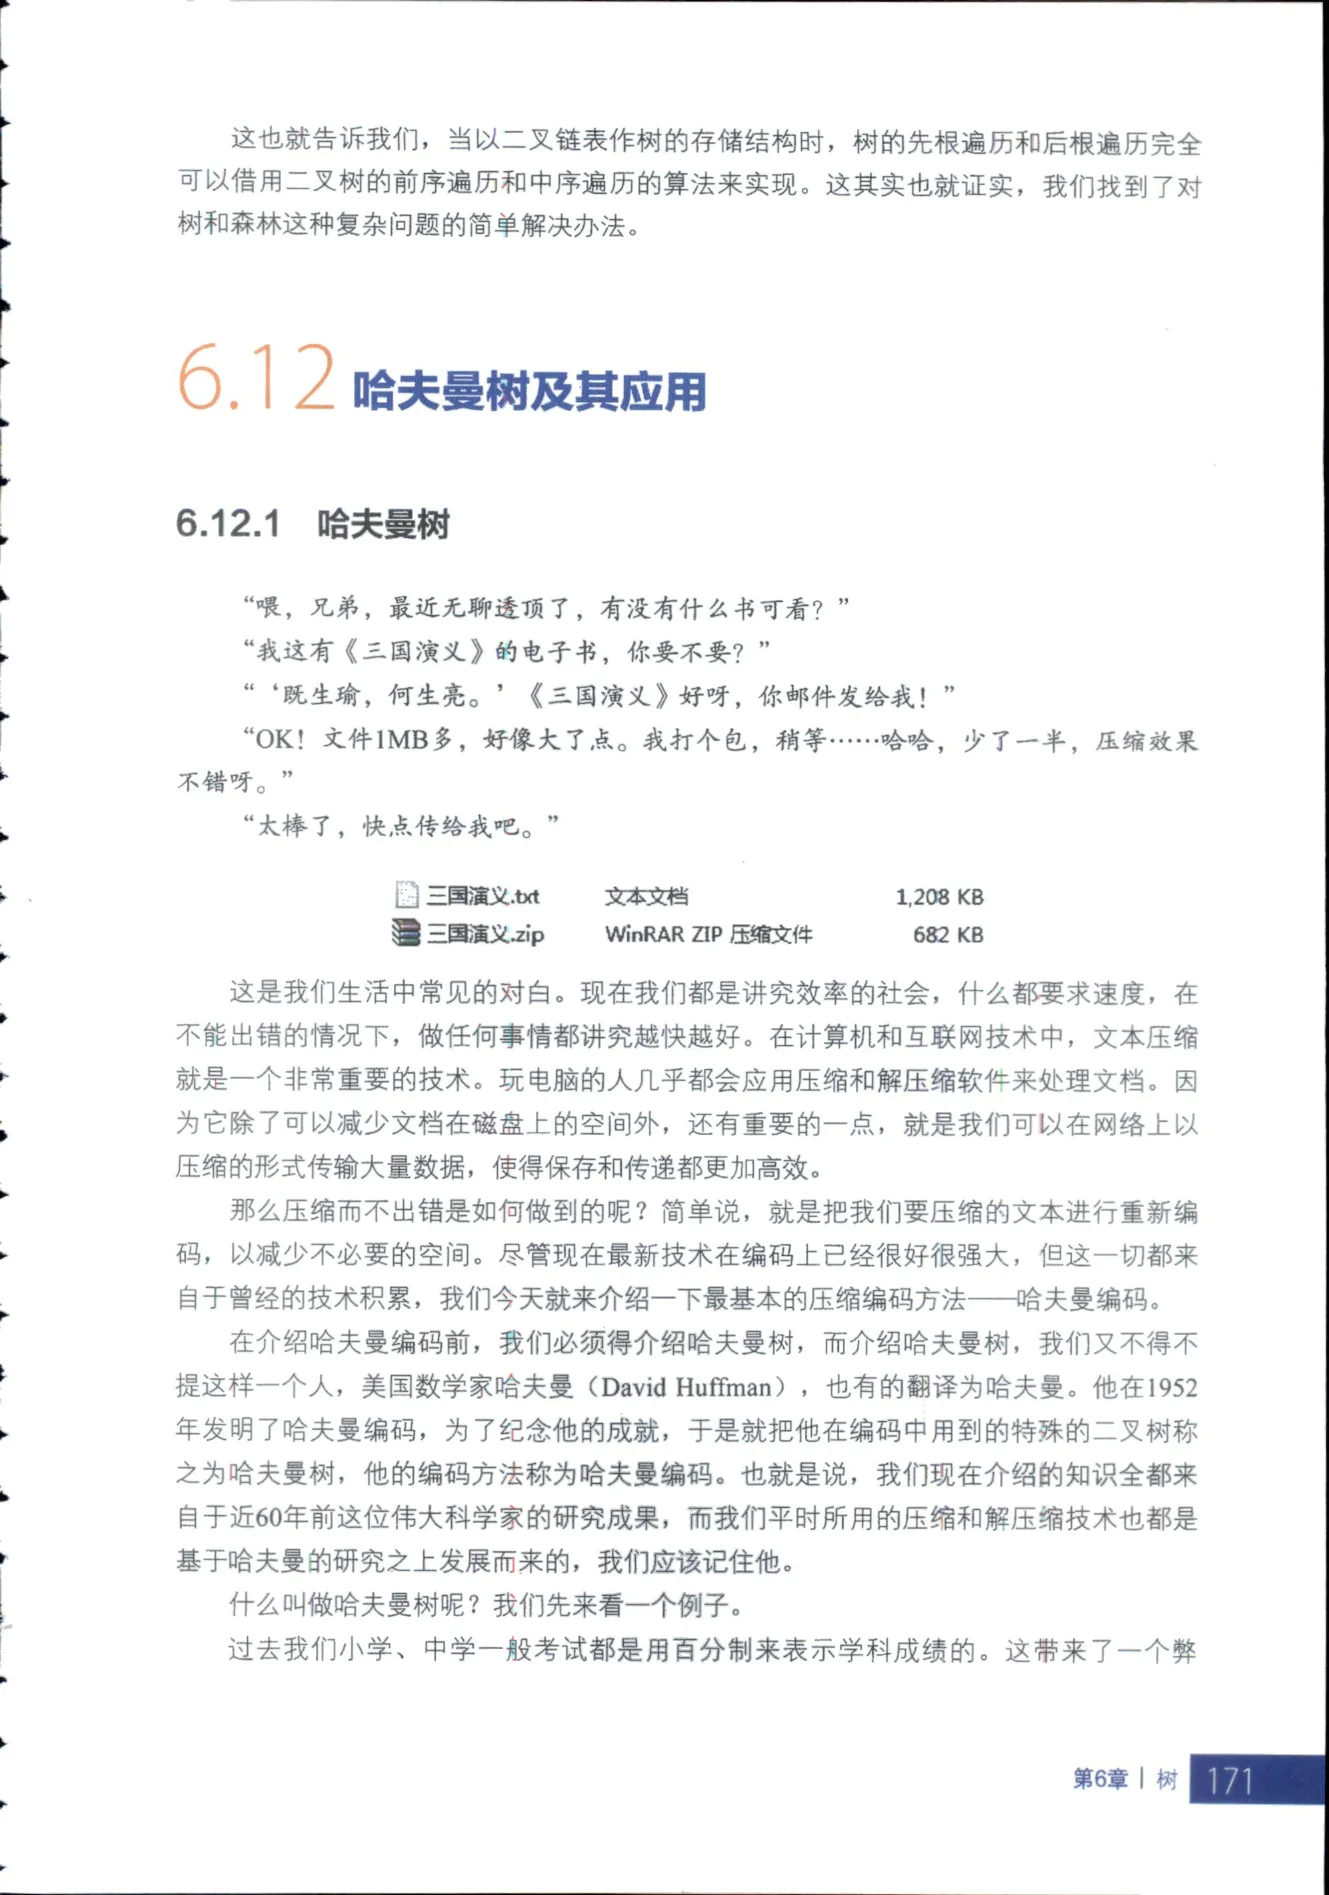 这也就告诉我们，当以二叉链表作树的存储结构时，树的先根遍历和后根遍历完全
可以借用二叉树的前序遍历和中序遍历的算法来实现。这其实也就证实，我们找到了对
树和森林这种复杂问题的简单解决办法。
6.12 哈夫曼树及其应用
6.12.1 哈夫曼树
“喂，兄弟，最近无聊透顶了，有没有什么书可看？”
“我这有《三国演义》的电子书，你要不要？”
“‘既生瑜，何生亮。’《三国演义》好呀，你邮件发给我！”
“OK！文件1MB多，好像大了点。我打个包，稍等……哈哈，少了一半，压缩效果
不错呀。”
“太棒了，快点传给我吧。”
三国演义.txt 文本文档 1,208 KB
三国演义.zip WinRAR ZIP 压缩文件 682 KB
这是我们生活中常见的对白。现在我们都是讲究效率的社会，什么都要求速度，在
不能出错的情况下，做任何事情都讲究越快越好。在计算机和互联网技术中，文本压缩
就是一个非常重要的技术。玩电脑的人几乎都会应用压缩和解压缩软件来处理文档。因
为它除了可以减少文档在磁盘上的空间外，还有重要的一点，就是我们可以在网络上以
压缩的形式传输大量数据，使得保存和传递都更加高效。
那么压缩而不出错是如何做到的呢？简单说，就是把我们要压缩的文本进行重新编
码，以减少不必要的空间。尽管现在最新技术在编码上已经很好很强大，但这一切都来
自于曾经的技术积累，我们今天就来介绍一下最基本的压缩编码方法——哈夫曼编码。
在介绍哈夫曼编码前，我们必须得介绍哈夫曼树，而介绍哈夫曼树，我们又不得不
提这样一个人，美国数学家哈夫曼（David Huffman），也有的翻译为哈夫曼。他在1952
年发明了哈夫曼编码，为了纪念他的成就，于是就把他在编码中用到的特殊的二叉树称
之为哈夫曼树，他的编码方法称为哈夫曼编码。也就是说，我们现在介绍的知识全都来
自于近60年前这位伟大科学家的研究成果，而我们平时所用的压缩和解压缩技术也都是
基于哈夫曼的研究之上发展而来的，我们应该记住他。
什么叫做哈夫曼树呢？我们先来看一个例子。
过去我们小学、中学一般考试都是用百分制来表示学科成绩的。这带来了一个弊
第6章 | 树 171